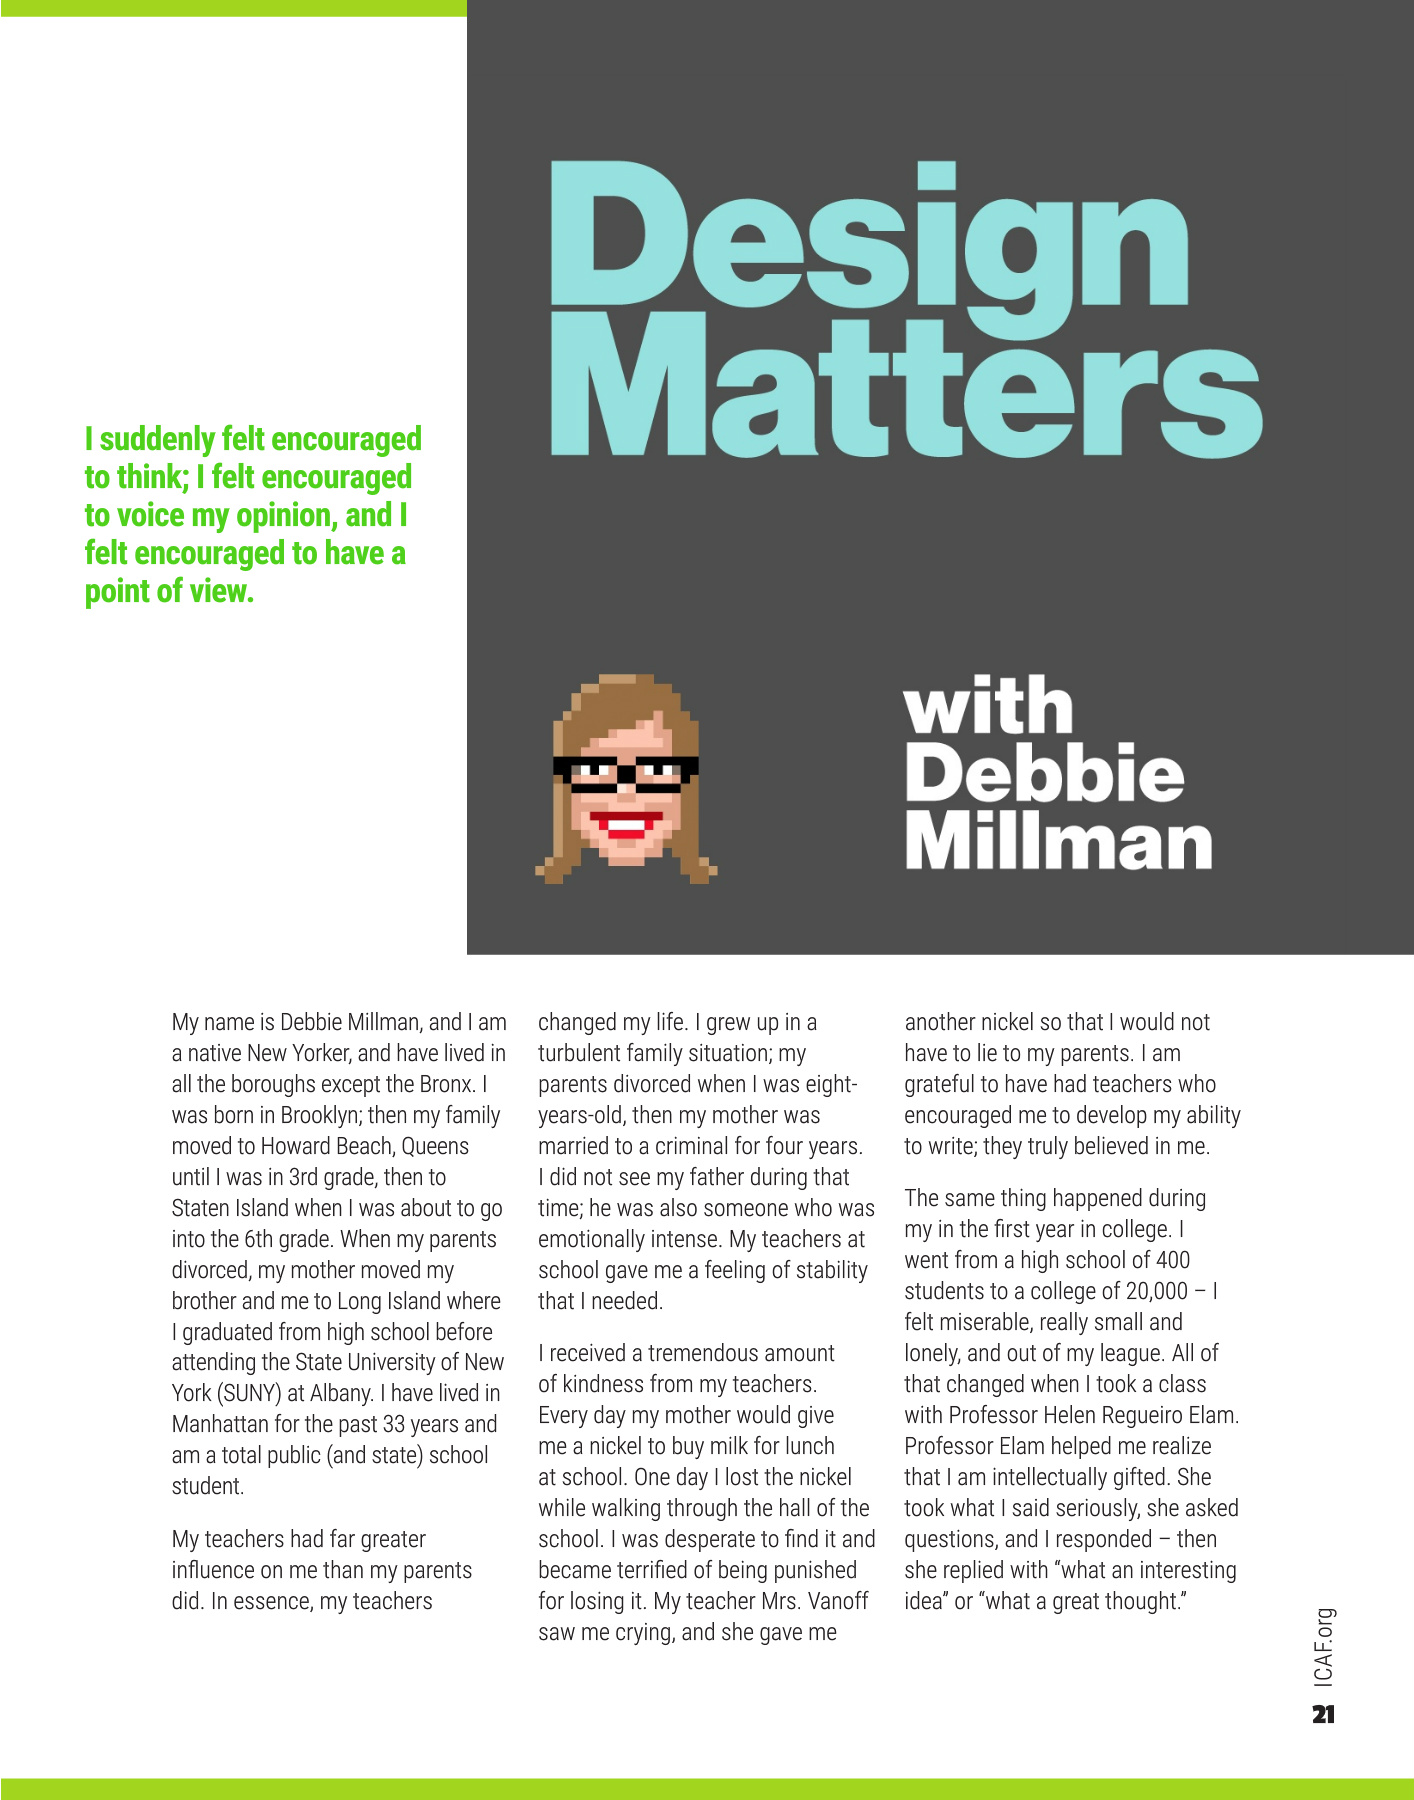 Design
Matters
with
Debbie
Millman
I suddenly felt encouraged
to think; I felt encouraged
to voice my opinion, and I
felt encouraged to have a
point of view.
My name is Debbie Millman, and I am
a native New Yorker, and have lived in
all the boroughs except the Bronx. I
was born in Brooklyn; then my family
moved to Howard Beach, Queens
until I was in 3rd grade, then to
Staten Island when I was about to go
into the 6th grade. When my parents
divorced, my mother moved my
brother and me to Long Island where
I graduated from high school before
attending the State University of New
York (SUNY) at Albany. I have lived in
Manhattan for the past 33 years and
am a total public (and state) school
student.
My teachers had far greater
influence on me than my parents
did. In essence, my teachers
changed my life. I grew up in a
turbulent family situation; my
parents divorced when I was eight-
years-old, then my mother was
married to a criminal for four years.
I did not see my father during that
time; he was also someone who was
emotionally intense. My teachers at
school gave me a feeling of stability
that I needed.
I received a tremendous amount
of kindness from my teachers.
Every day my mother would give
me a nickel to buy milk for lunch
at school. One day I lost the nickel
while walking through the hall of the
school. I was desperate to find it and
became terrified of being punished
for losing it. My teacher Mrs. Vanoff
saw me crying, and she gave me
another nickel so that I would not
have to lie to my parents. I am
grateful to have had teachers who
encouraged me to develop my ability
to write; they truly believed in me.
The same thing happened during
my in the first year in college. I
went from a high school of 400
students to a college of 20,000 – I
felt miserable, really small and
lonely, and out of my league. All of
that changed when I took a class
with Professor Helen Regueiro Elam.
Professor Elam helped me realize
that I am intellectually gifted. She
took what I said seriously, she asked
questions, and I responded – then
she replied with “what an interesting
idea” or “what a great thought.”
ICAF.org
21